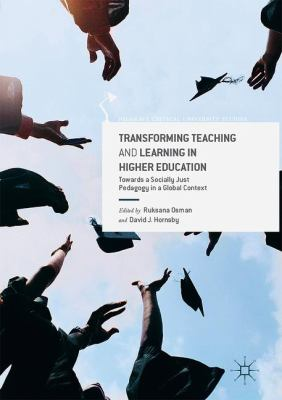 PALGRAVE CRITICAL UNIVERSITY STUDIES
TRANSFORMING TEACHING
AND LEARNING IN
HIGHER EDUCATION
Towards a Socially Just
Pedagogy in a Global Context
Edited by Ruksana Osman
and David J. Hornsby